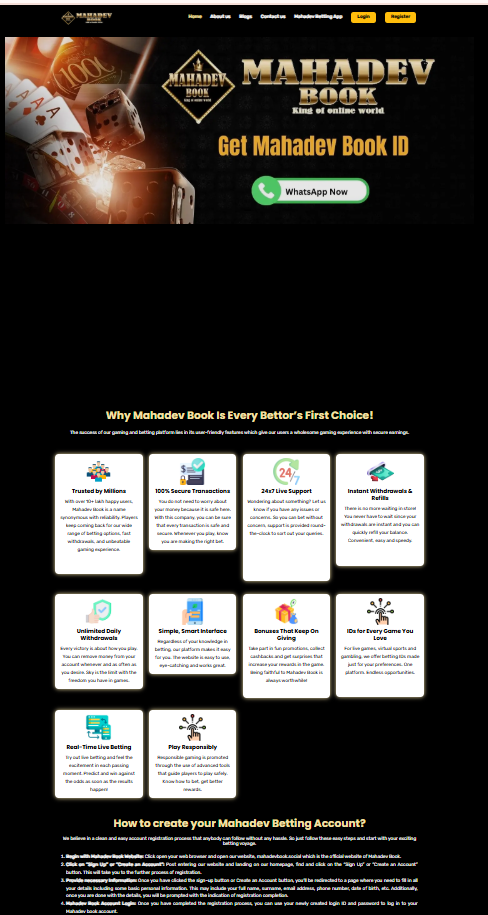 MAHADEV
BOOK
Home About us Blogs Contact us Mahadev Betting App Login Register
MAHADEV
BOOK
King of online world
MAHADEV
BOOK
King of online world
Get Mahadev Book ID
WhatsApp Now
Why Mahadev Book Is Every Bettor's First Choice!
The success of our gaming and betting platform lies in its user-friendly features which give our users a wholesome gaming experience with secure earnings.
Trusted by Millions
With over 10+ lakh happy users,
Mahadev Book is a name
synonymous with reliability. Players
keep coming back for our wide
range of betting options, fast
withdrawals, and unbeatable
gaming experience.
100% Secure Transactions
You do not need to worry about
your money because it is safe here.
With this company, you can be sure
that every transaction is safe and
secure. Whenever you play, know
you are making the right bet.
24x7 Live Support
Wondering about something? Let us
know if you have any issues or
concerns. So you can bet without
concern, support is provided round-
the-clock to sort out your queries.
Instant Withdrawals &
Refills
There is no more waiting in store!
You never have to wait since your
withdrawals are instant and you can
quickly refill your balance.
Convenient, easy and speedy.
Unlimited Daily
Withdrawals
Every victory is about how you play.
You can remove money from your
account whenever and as often as
you desire. Sky is the limit with the
freedom you have in games.
Simple, Smart Interface
Regardless of your knowledge in
betting, our platform makes it easy
for you. The website is easy to use,
eye-catching and works great.
Bonuses That Keep On
Giving
Take part in fun promotions, collect
cashbacks and get surprises that
increase your rewards in the game.
Being faithful to Mahadev Book is
always worthwhile!
IDs for Every Game You
Love
For live games, virtual sports and
gambling, we offer betting IDs made
just for your preferences. One
platform, endless opportunities.
Real-Time Live Betting
Try out live betting and feel the
excitement in each passing
moment. Predict and win against
the odds as soon as the results
happen!
Play Responsibly
Responsible gaming is promoted
through the use of advanced tools
that guide players to play safely.
Know how to bet, get better
rewards.
How to create your Mahadev Betting Account?
We believe in a clean and easy account registration process that anybody can follow without any hassle. So just follow these easy steps and start with your exciting
betting voyage.
1. Begin with Mahadev Book Website: Click open your web browser and open our website, mahadevbook.social which is the official website of Mahadev Book.
2. Click on "Sign Up" or "Create an Account": Post entering our website and landing on our homepage, find and click on the "Sign Up" or "Create an Account"
button. This will take you to the further process of registration.
3. Provide necessary information: Once you have clicked the sign-up button or Create an Account button, you'll be redirected to a page where you need to fill in all
your details including some basic personal information. This may include your full name, surname, email address, phone number, date of birth, etc. Additionally,
once you are done with the details, you will be prompted with the indication of registration completion.
4. Mahadev Book Account Login: Once you have completed the registration process, you can use your newly created login ID and password to log in to your
Mahadev book account.